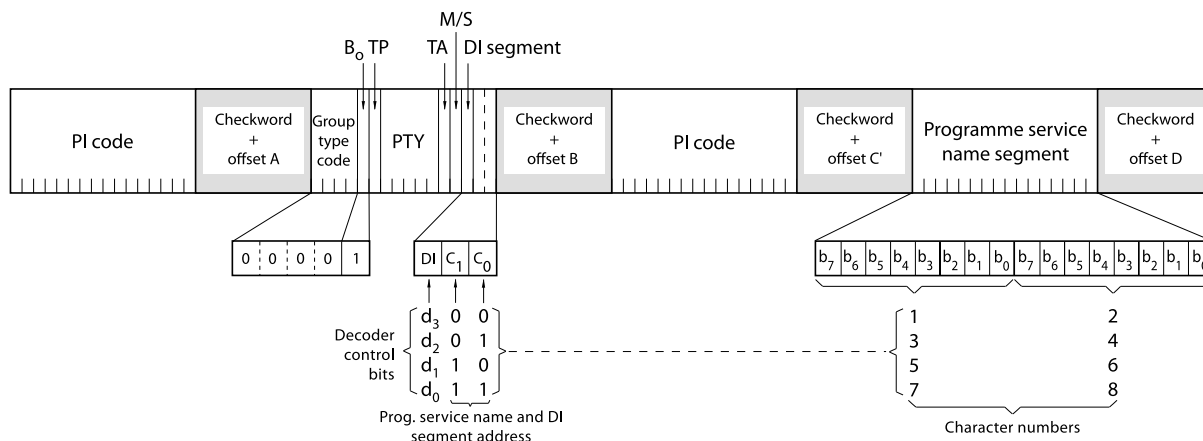 M/S
B0 TP TA DI segment
PI code
Checkword
+
offset A
Group
type
code
PTY
Checkword
+
offset B
PI code
Checkword
+
offset C'
Programme service
name segment
Checkword
+
offset D
0 0 0 0 1
DI C1 C0
b7 b6 b5 b4 b3 b2 b1 b0 b7 b6 b5 b4 b3 b2 b1 b0
Decoder
control
bits
d3 0 0
d2 0 1
d1 1 0
d0 1 1
1 2
3 4
5 6
7 8
Prog. service name and DI
segment address
Character numbers